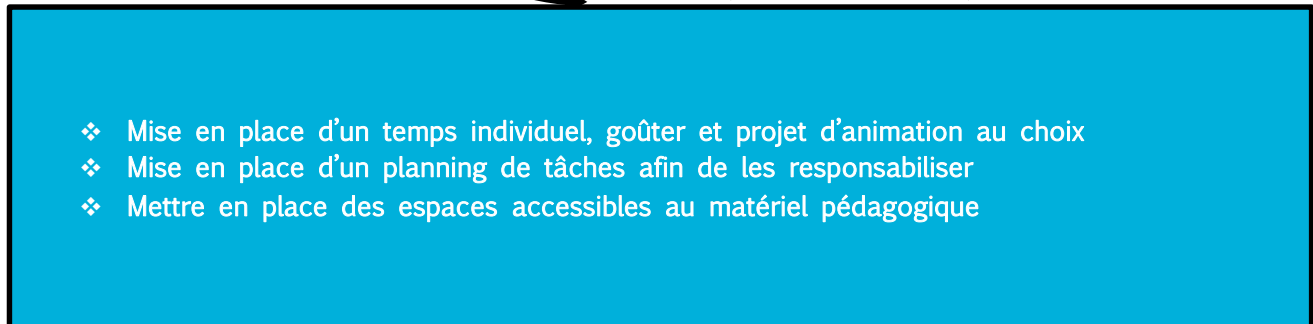 ❖ Mise en place d’un temps individuel, goûter et projet d’animation au choix
❖ Mise en place d’un planning de tâches afin de les responsabiliser
❖ Mettre en place des espaces accessibles au matériel pédagogique